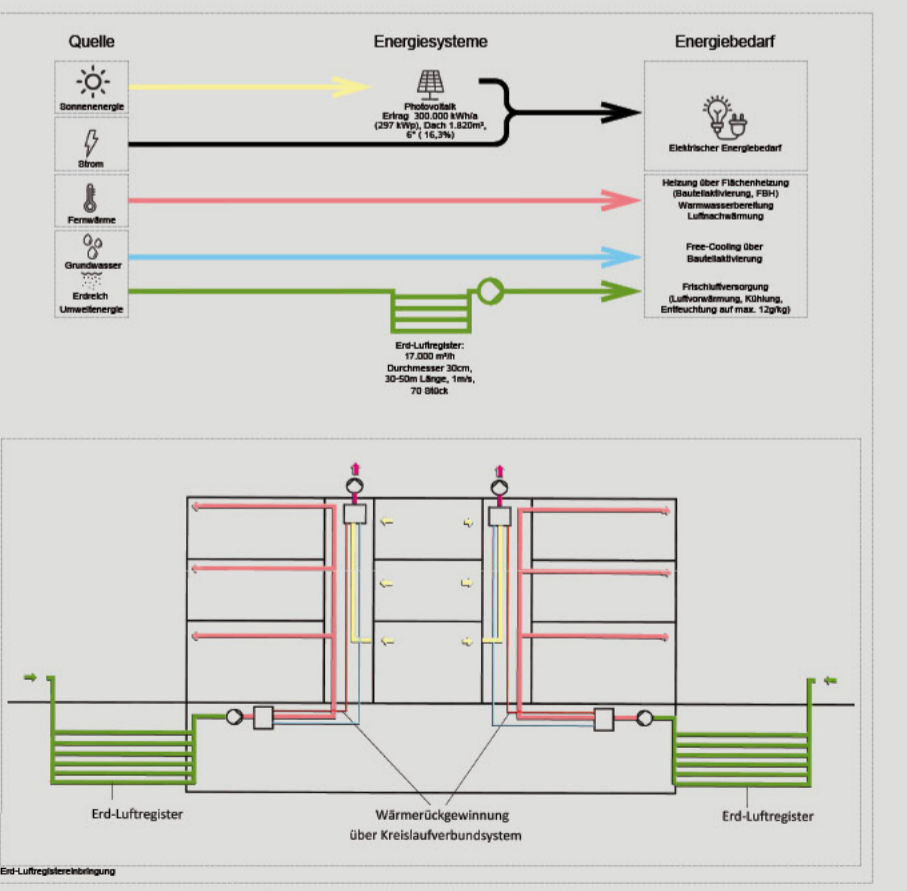 Quelle
Energiesysteme
Energiebedarf
Sonnenenergie
Photovoltaik
Ertrag 300.000 kWh/a
(297 kWp), Dach 1.820m²,
6° ( 16,3%)
Strom
Elektrischer Energiebedarf
Fernwärme
Heizung über Flächenheizung
(Bauteilaktivierung, FBH)
Warmwasserbereitung
Luftnachwärmung
Grundwasser
Free-Cooling über
Bauteilaktivierung
Erdreich
Umweltenergie
Frischluftversorgung
(Luftvorwärmung, Kühlung,
Entfeuchtung auf max. 12g/kg)
Erd-Luftregister:
17.000 m³/h
Durchmesser 30cm,
30-50m Länge, 1m/s,
70 Stück
Erd-Luftregister
Wärmerückgewinnung
über Kreislaufverbundsystem
Erd-Luftregister
Erd-Luftregistereinbringung